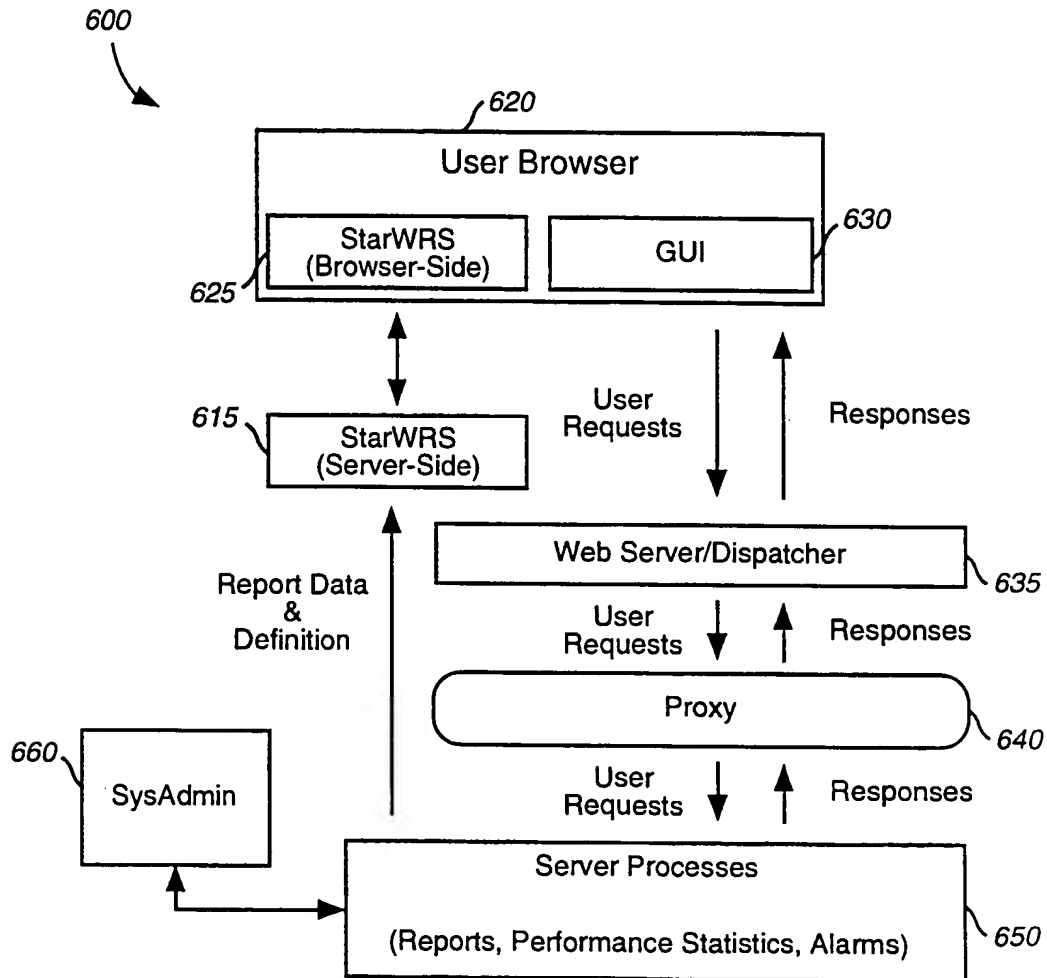 600
620
User Browser
StarWRS
(Browser-Side)
625
GUI
630
615
StarWRS
(Server-Side)
User
Requests
Responses
Report Data
&
Definition
Web Server/Dispatcher
635
User
Requests
Responses
Proxy
640
660
SysAdmin
User
Requests
Responses
Server Processes
(Reports, Performance Statistics, Alarms)
650